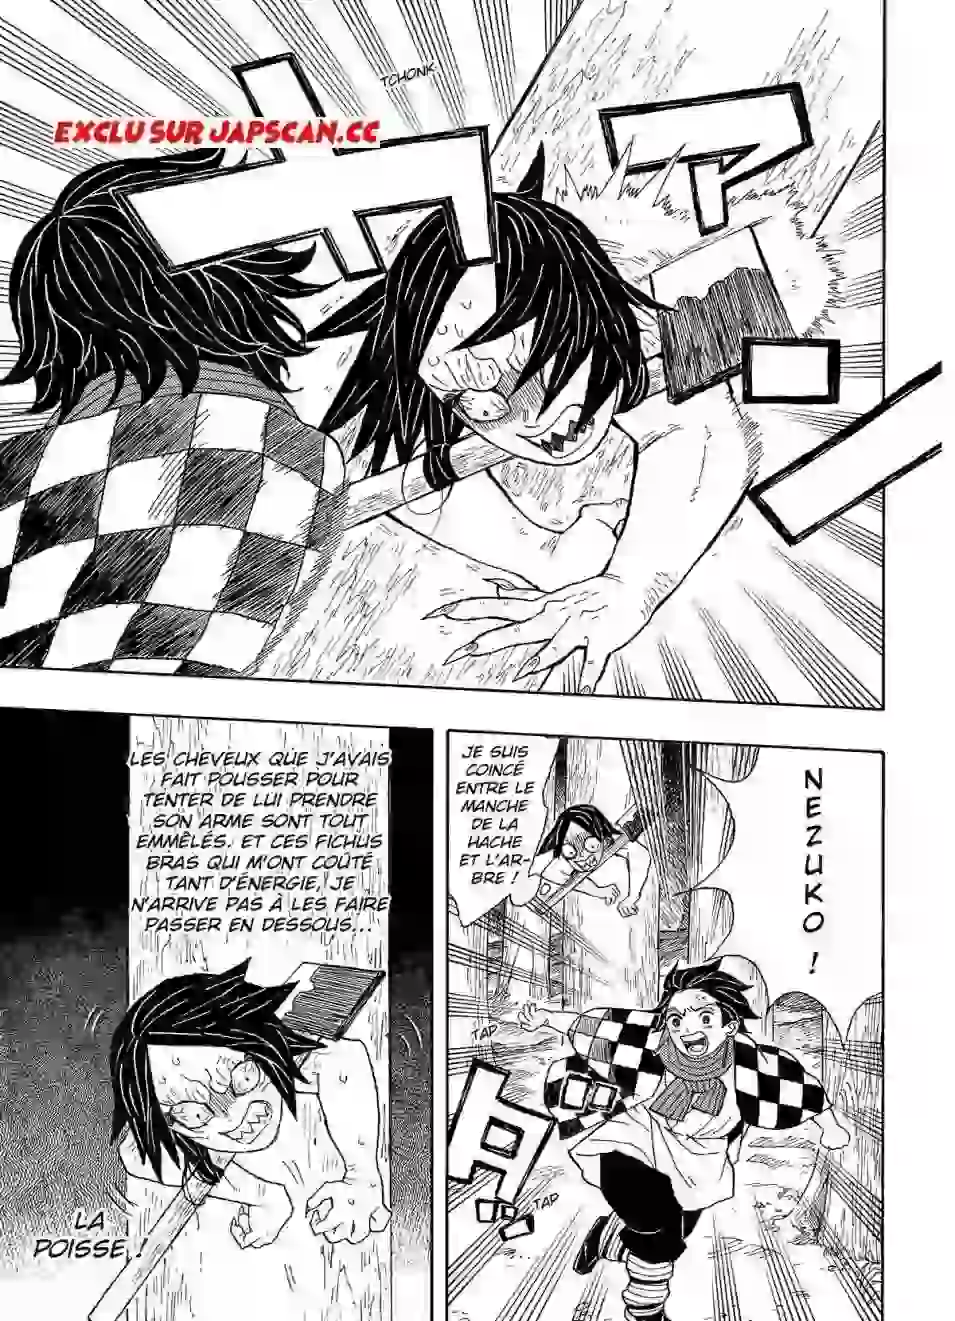 TCHONK
EXCLU SUR JAPSCAN.CC
NEZUKO !
JE SUIS
COINCÉ
ENTRE LE
MANCHE
DE LA
HACHE
ET L'AR-
BRE !
TAP
TAP
LES CHEVEUX QUE J'AVAIS
FAIT POUSSER POUR
TENTER DE LUI PRENDRE
SON ARME SONT TOUT
EMMÊLÉS. ET CES FICHUS
BRAS QUI M'ONT COÛTÉ
TANT D'ÉNERGIE, JE
N'ARRIVE PAS À LES FAIRE
PASSER EN DESSOUS...
LA
POISSE !